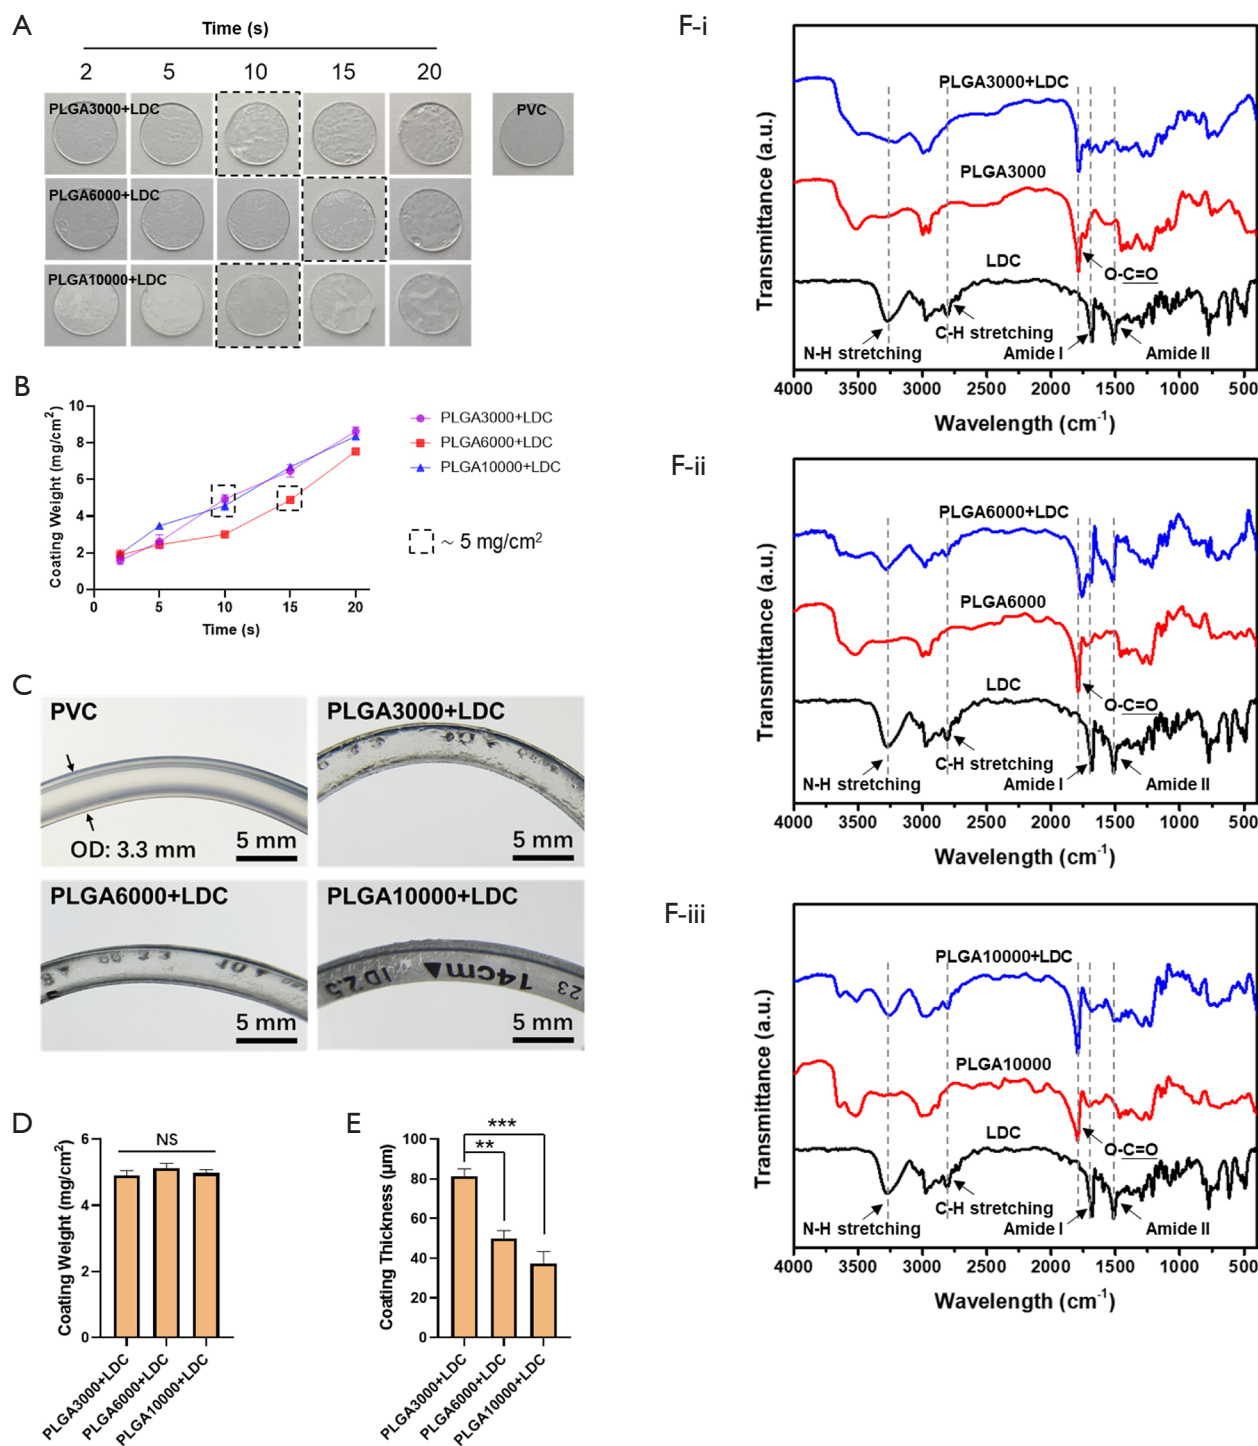 A
Time (s)
2 5 10 15 20
PLGA3000+LDC
PVC
PLGA6000+LDC
PLGA10000+LDC
B
Coating Weight (mg/cm2)
10
8
6
4
2
0
0 5 10 15 20
Time (s)
PLGA3000+LDC
PLGA6000+LDC
PLGA10000+LDC
~ 5 mg/cm2
C
PVC
OD: 3.3 mm
5 mm
PLGA3000+LDC
5 mm
PLGA6000+LDC
5 mm
PLGA10000+LDC
ID 2.5
14cm
23
5 mm
D
Coating Weight (mg/cm2)
6
4
2
0
NS
PLGA3000+LDC
PLGA6000+LDC
PLGA10000+LDC
E
Coating Thickness (μm)
100
80
60
40
20
0
***
**
PLGA3000+LDC
PLGA6000+LDC
PLGA10000+LDC
F-i
Transmittance (a.u.)
PLGA3000+LDC
PLGA3000
LDC
O-C=O
C-H stretching
N-H stretching
Amide I
Amide II
4000 3500 3000 2500 2000 1500 1000 500
Wavelength (cm-1)
F-ii
Transmittance (a.u.)
PLGA6000+LDC
PLGA6000
LDC
O-C=O
C-H stretching
N-H stretching
Amide I
Amide II
4000 3500 3000 2500 2000 1500 1000 500
Wavelength (cm-1)
F-iii
Transmittance (a.u.)
PLGA10000+LDC
PLGA10000
LDC
O-C=O
C-H stretching
N-H stretching
Amide I
Amide II
4000 3500 3000 2500 2000 1500 1000 500
Wavelength (cm-1)